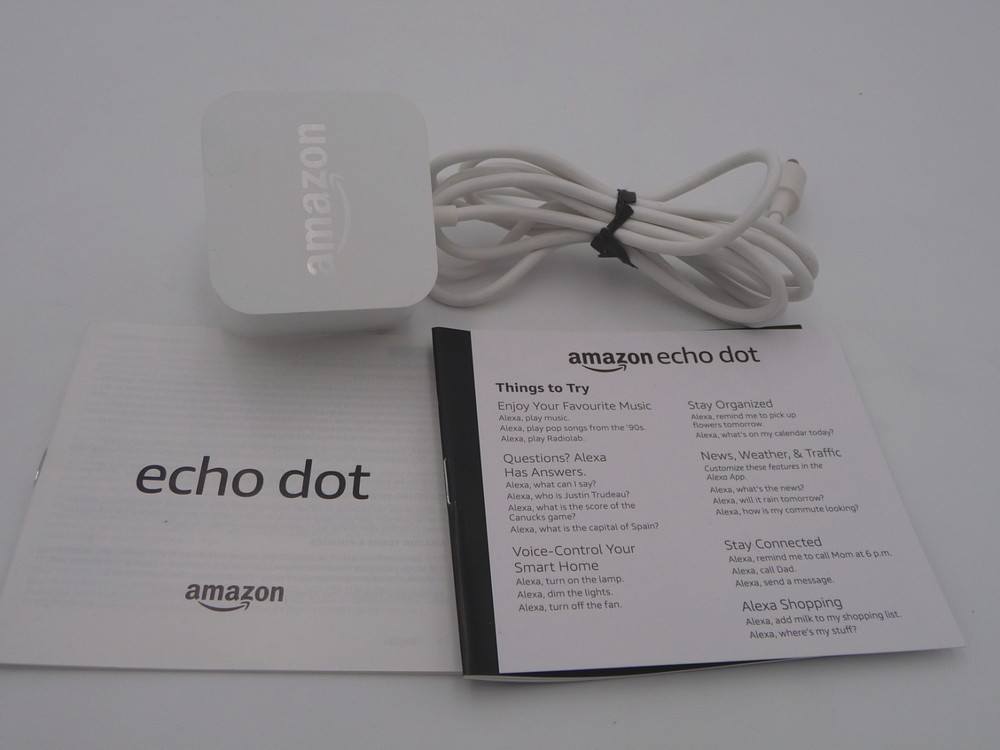 amazon
echo dot
amazon
amazon echo dot
Things to Try
Enjoy Your Favourite Music
Alexa, play music.
Alexa, play pop songs from the '90s.
Alexa, play Radiolab.
Questions? Alexa
Has Answers.
Alexa, what can I say?
Alexa, who is Justin Trudeau?
Alexa, what is the score of the
Canucks game?
Alexa, what is the capital of Spain?
Voice-Control Your
Smart Home
Alexa, turn on the lamp.
Alexa, dim the lights.
Alexa, turn off the fan.
Stay Organized
Alexa, remind me to pick up
flowers tomorrow.
Alexa, what's on my calendar today?
News, Weather, & Traffic
Customize these features in the
Alexa App.
Alexa, what's the news?
Alexa, will it rain tomorrow?
Alexa, how is my commute looking?
Stay Connected
Alexa, remind me to call Mom at 6 p.m.
Alexa, call Dad.
Alexa, send a message.
Alexa Shopping
Alexa, add milk to my shopping list.
Alexa, where's my stuff?